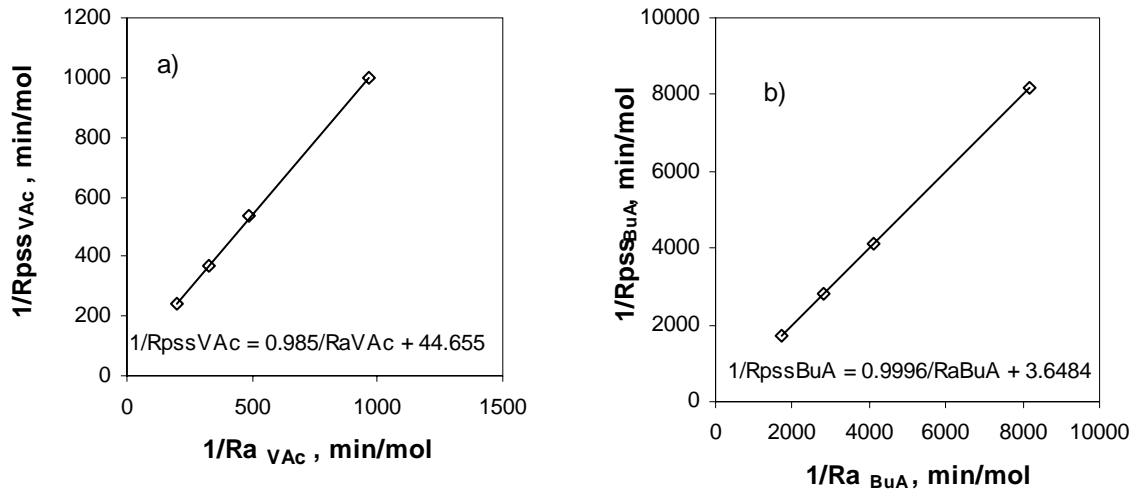 1200
1000
800
600
400
200
0
a)
1/RpssVAc = 0.985/RaVAc + 44.655
0 500 1000 1500
1/Ra VAc , min/mol
1/Rpss VAc , min/mol
10000
8000
6000
4000
2000
0
b)
1/RpssBuA = 0.9996/RaBuA + 3.6484
0 2000 4000 6000 8000 10000
1/Ra BuA , min/mol
1/Rpss BuA, min/mol